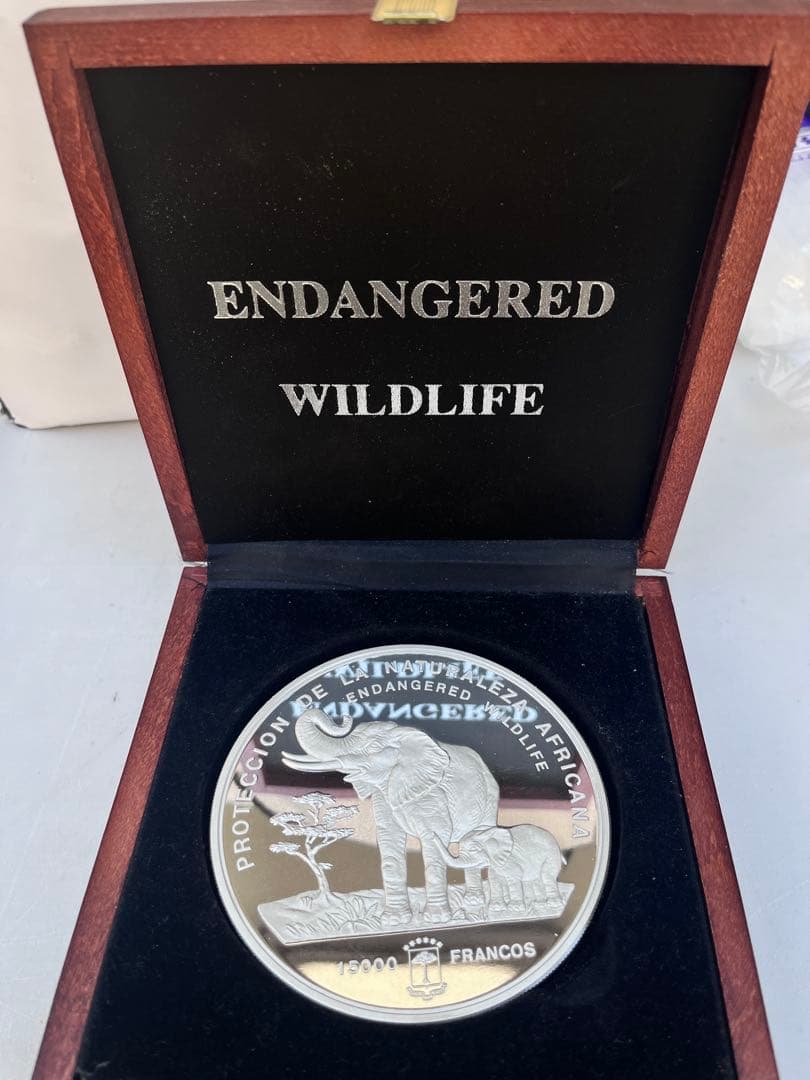 ENDANGERED
WILDLIFE
PROTECCION DE LA NATURALEZA AFRICANA
ENDANGERED WILDLIFE
15000 FRANCOS